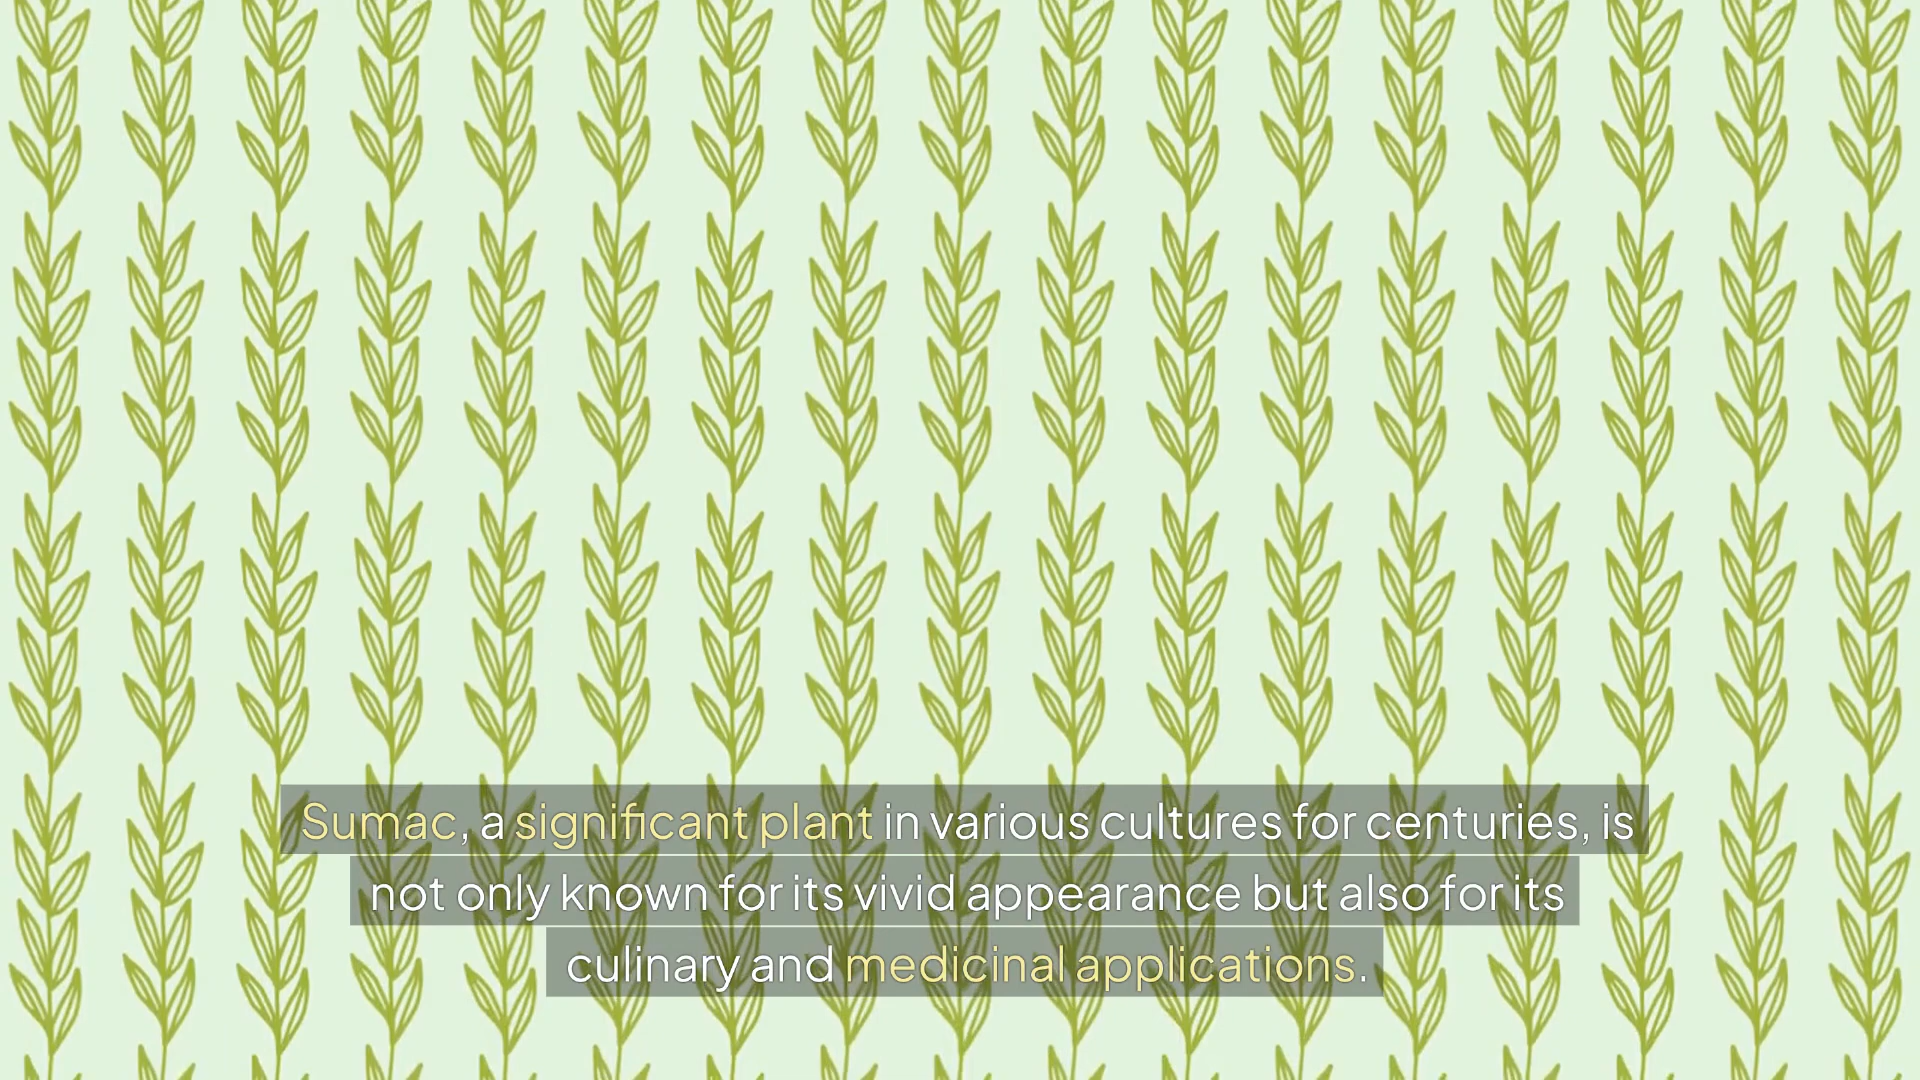 Sumac, a significant plant in various cultures for centuries, is
not only known for its vivid appearance but also for its
culinary and medicinal applications.